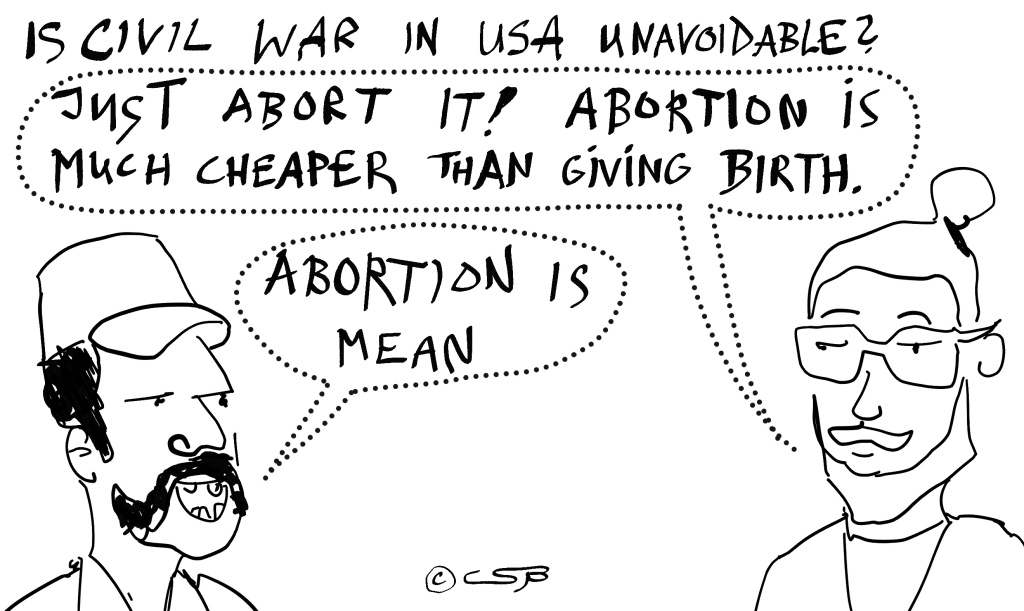 IS CIVIL WAR IN USA UNAVOIDABLE?
JUST ABORT IT! ABORTION IS
MUCH CHEAPER THAN GIVING BIRTH.
ABORTION IS
MEAN
© CSB